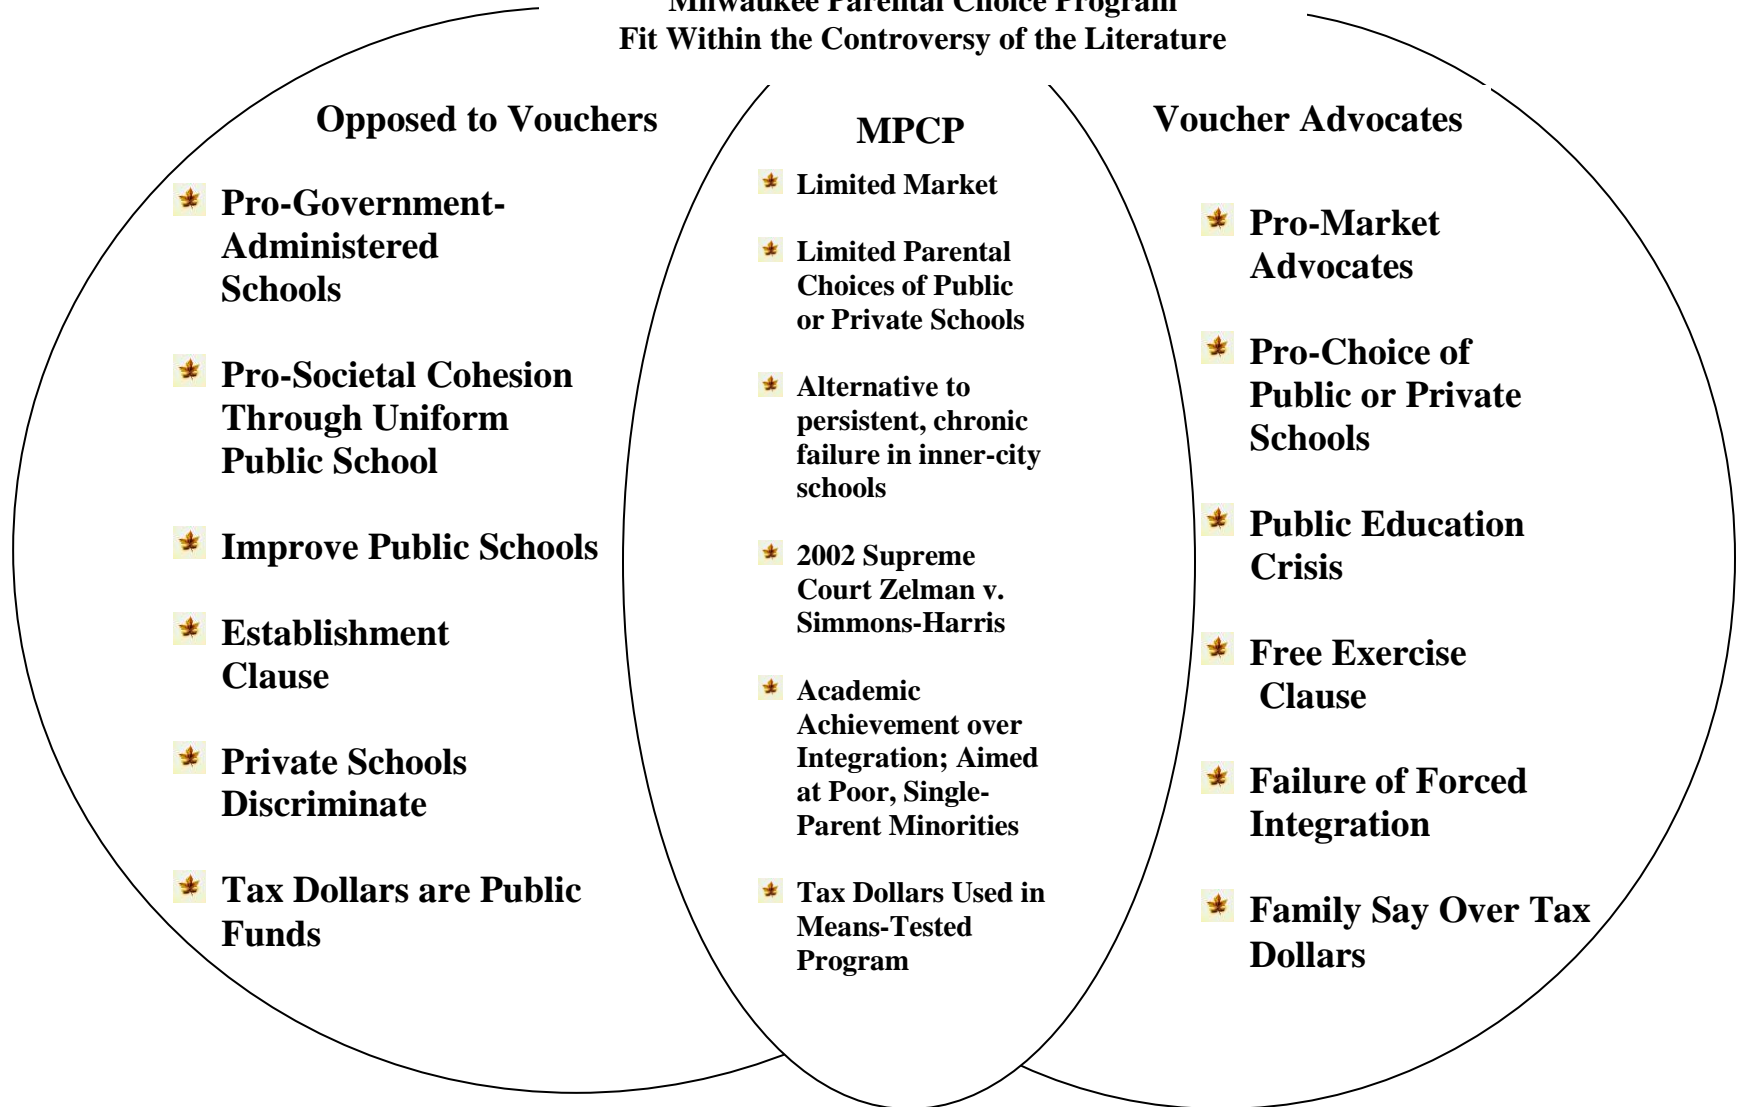 Milwaukee Parental Choice Program
Fit Within the Controversy of the Literature
Opposed to Vouchers
Pro-Government-
Administered
Schools
Pro-Societal Cohesion
Through Uniform
Public School
Improve Public Schools
Establishment
Clause
Private Schools
Discriminate
Tax Dollars are Public
Funds
MPCP
Limited Market
Limited Parental
Choices of Public
or Private Schools
Alternative to
persistent, chronic
failure in inner-city
schools
2002 Supreme
Court Zelman v.
Simmons-Harris
Academic
Achievement over
Integration; Aimed
at Poor, Single-
Parent Minorities
Tax Dollars Used in
Means-Tested
Program
Voucher Advocates
Pro-Market
Advocates
Pro-Choice of
Public or Private
Schools
Public Education
Crisis
Free Exercise
Clause
Failure of Forced
Integration
Family Say Over Tax
Dollars